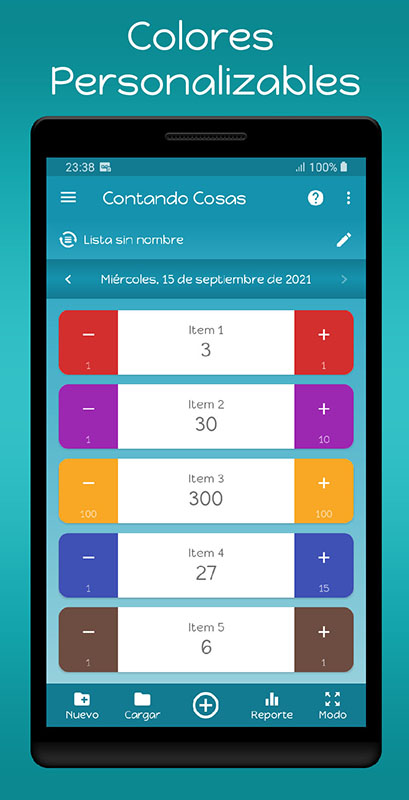 Colores
Personalizables
23:38
100%
Contando Cosas
Lista sin nombre
Miércoles, 15 de septiembre de 2021
Item 1
− 3 +
1 1
Item 2
− 30 +
1 10
Item 3
− 300 +
100 100
Item 4
− 27 +
1 15
Item 5
− 6 +
1 1
Nuevo Cargar Reporte Modo